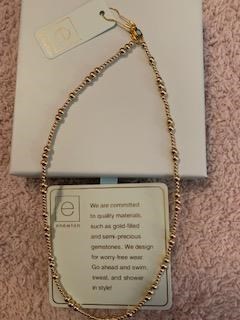 e
e
enewton
We are committed
to quality materials,
such as gold-filled
and semi-precious
gemstones. We design
for worry-free wear.
Go ahead and swim,
sweat, and shower
in style!